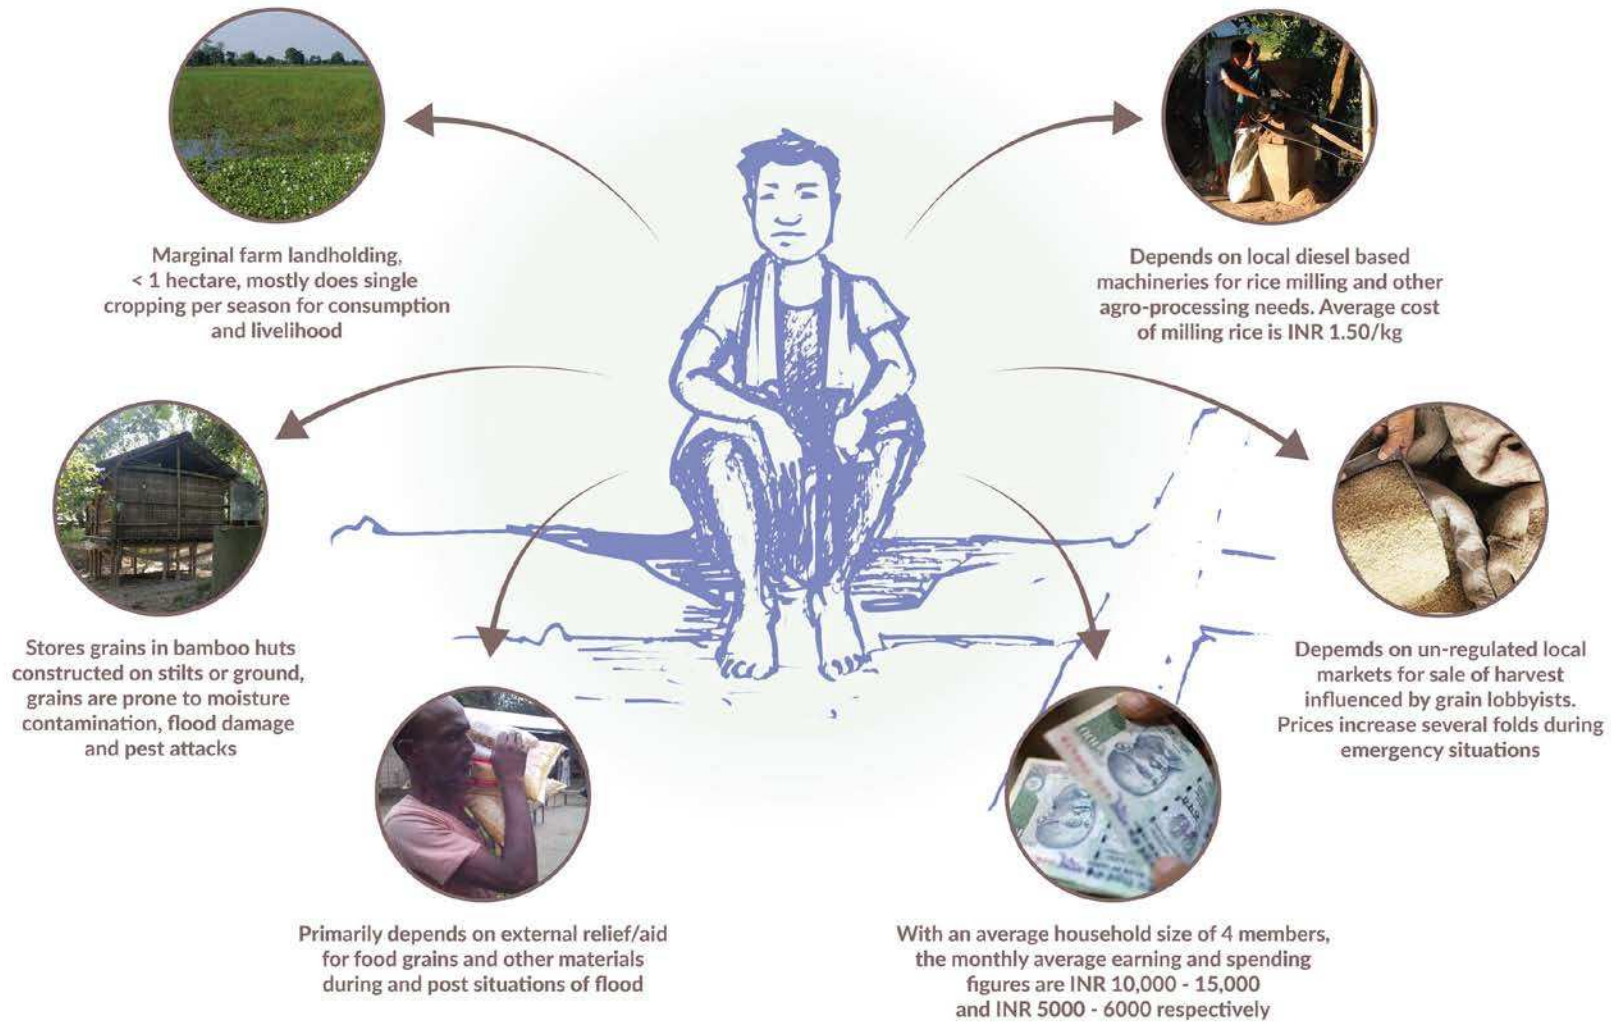 Marginal farm landholding,
< 1 hectare, mostly does single
cropping per season for consumption
and livelihood
Depends on local diesel based
machineries for rice milling and other
agro-processing needs. Average cost
of milling rice is INR 1.50/kg
Stores grains in bamboo huts
constructed on stilts or ground,
grains are prone to moisture
contamination, flood damage
and pest attacks
Depemds on un-regulated local
markets for sale of harvest
influenced by grain lobbyists.
Prices increase several folds during
emergency situations
Primarily depends on external relief/aid
for food grains and other materials
during and post situations of flood
With an average household size of 4 members,
the monthly average earning and spending
figures are INR 10,000 - 15,000
and INR 5000 - 6000 respectively